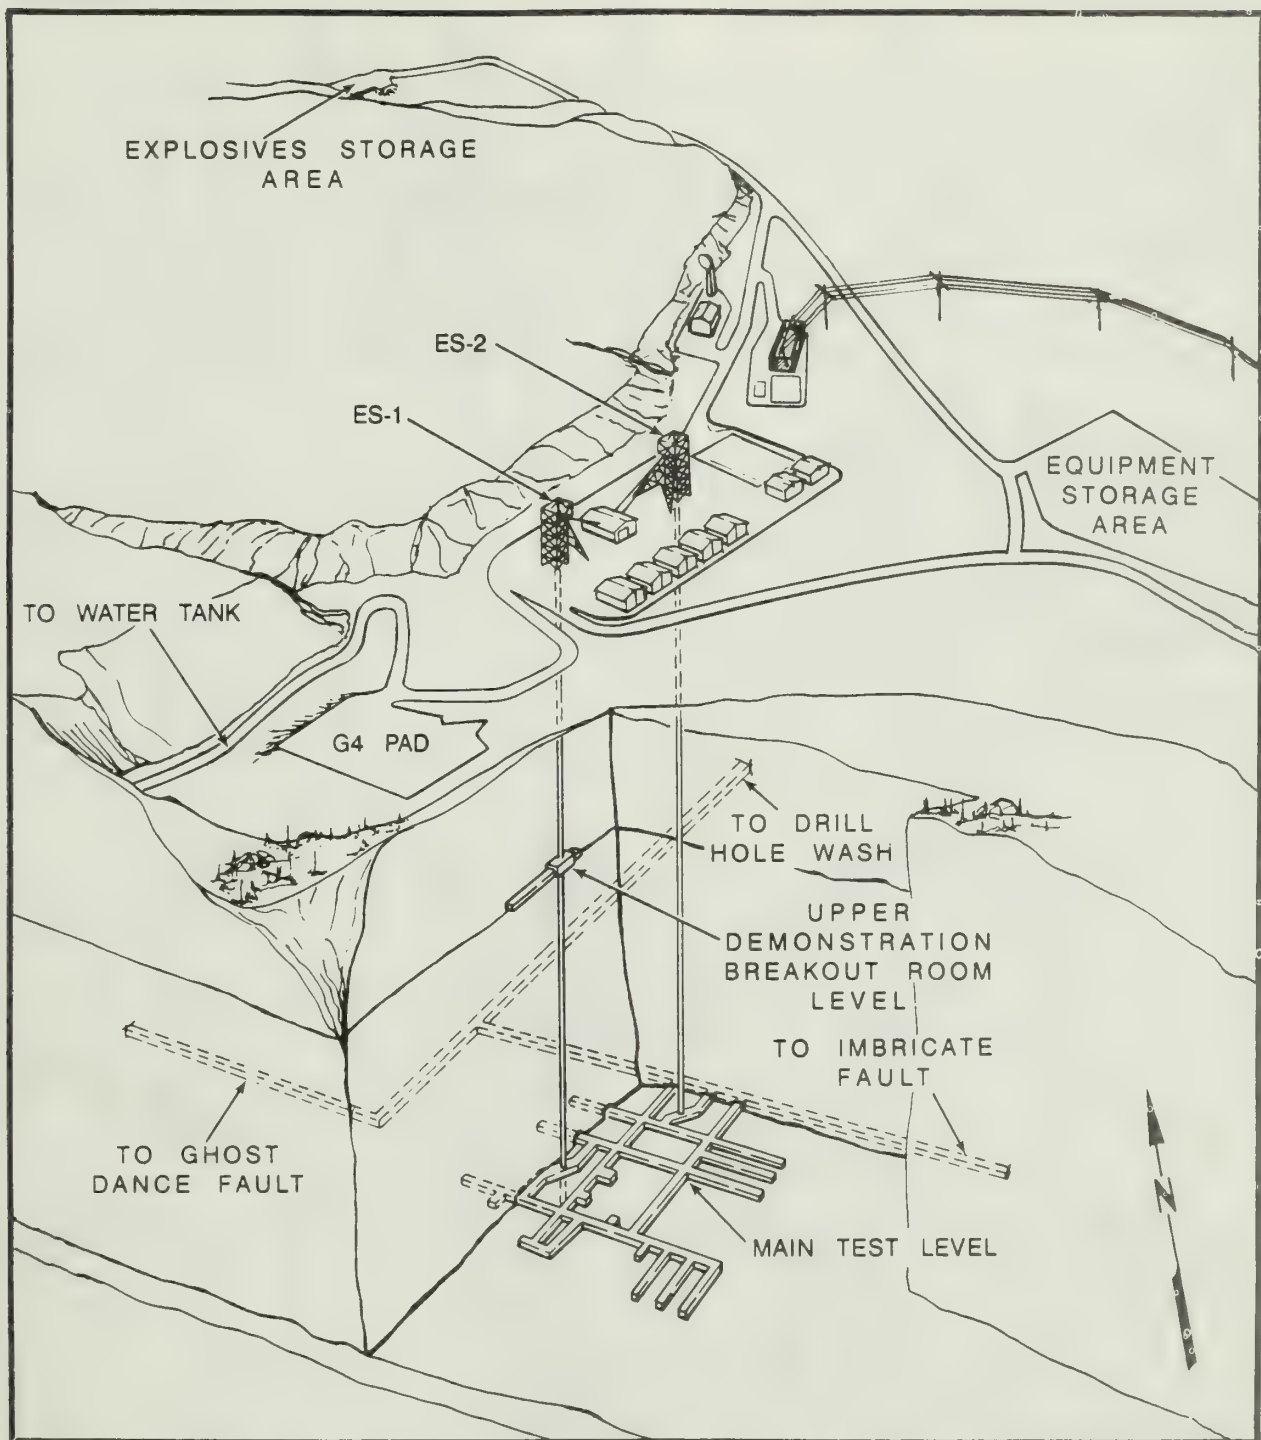 EXPLOSIVES STORAGE
AREA
ES-2
ES-1
EQUIPMENT
STORAGE
AREA
TO WATER TANK
G4 PAD
TO DRILL
HOLE WASH
UPPER
DEMONSTRATION
BREAKOUT ROOM
LEVEL
TO IMBRICATE
FAULT
TO GHOST
DANCE FAULT
MAIN TEST LEVEL
N